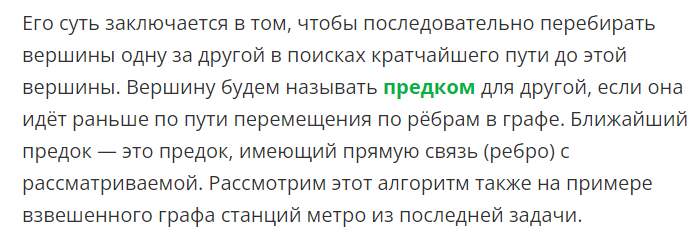 Его суть заключается в том, чтобы последовательно перебирать
вершины одну за другой в поисках кратчайшего пути до этой
вершины. Вершину будем называть предком для другой, если она
идёт раньше по пути перемещения по рёбрам в графе. Ближайший
предок — это предок, имеющий прямую связь (ребро) с
рассматриваемой. Рассмотрим этот алгоритм также на примере
взвешенного графа станций метро из последней задачи.